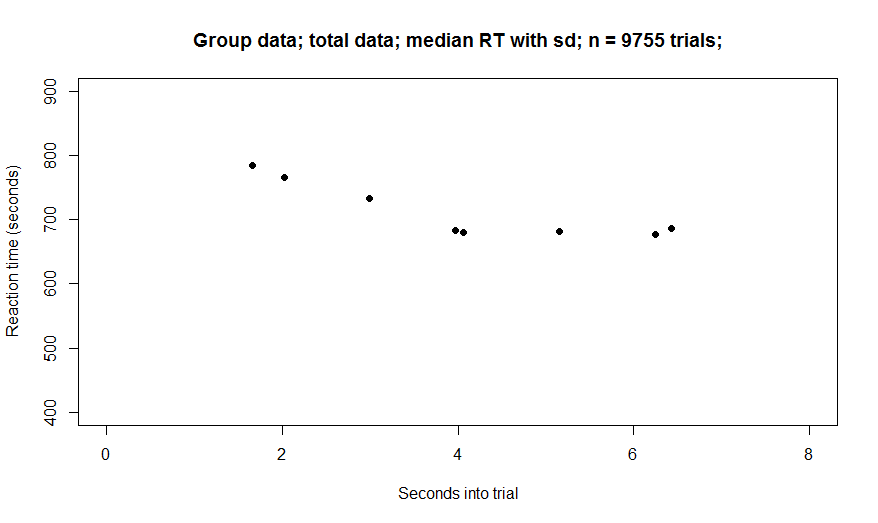 Group data; total data; median RT with sd; n = 9755 trials;
Reaction time (seconds)
900
800
700
600
500
400
0 2 4 6 8
Seconds into trial